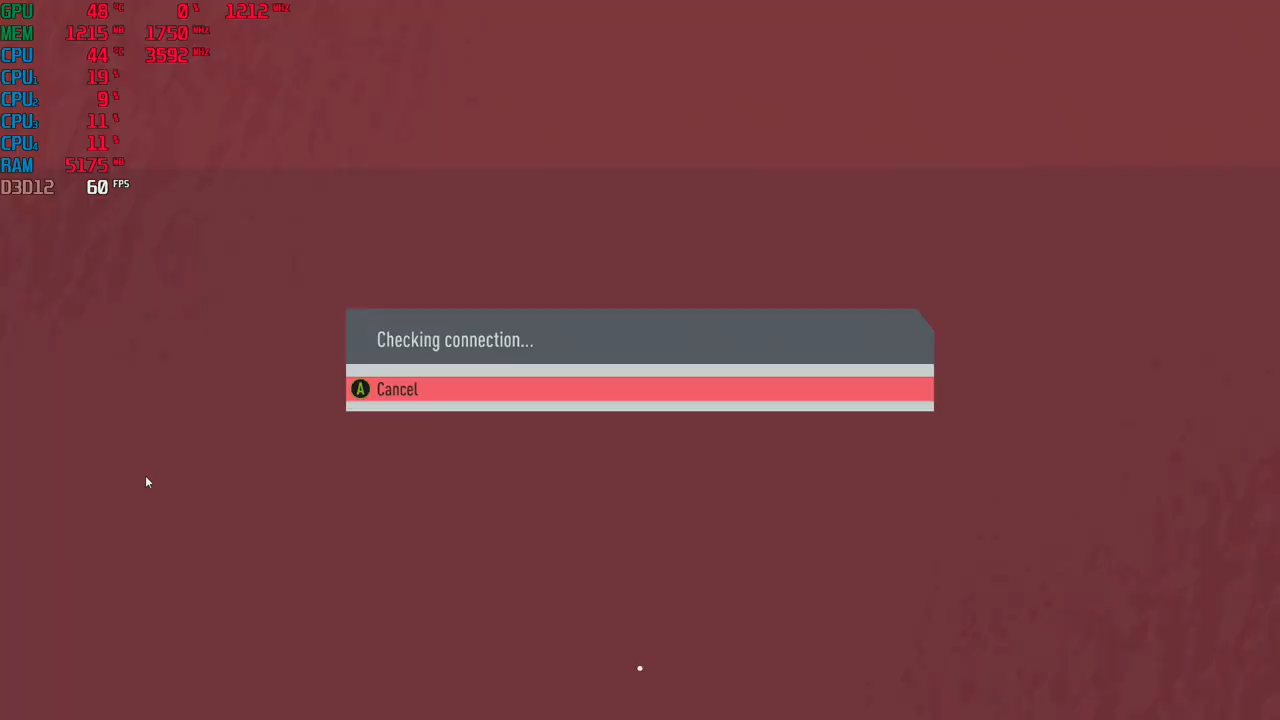 GPU 48 °C 0 % 1212 MHz
MEM 1215 MB 1750 MHz
CPU 44 °C 3592 MHz
CPU1 19 %
CPU2 9 %
CPU3 11 %
CPU4 11 %
RAM 5175 MB
D3D12 60 FPS
Checking connection...
A Cancel